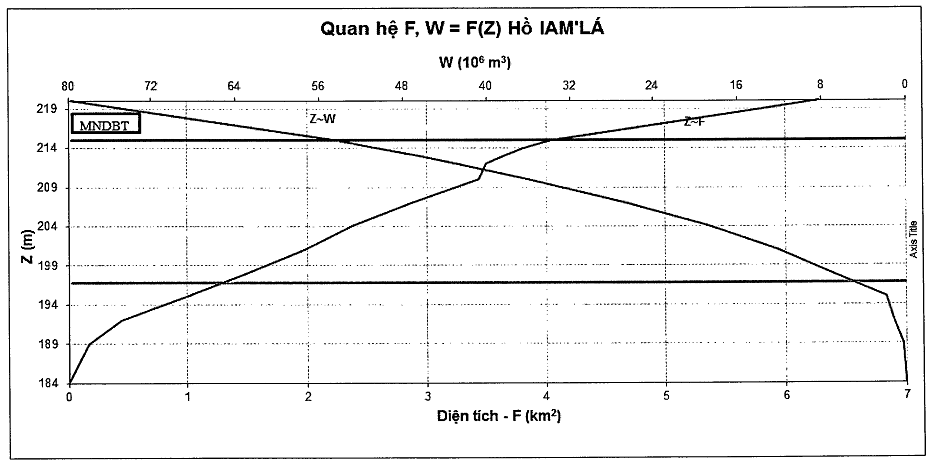 Quan hệ F, W = F(Z) Hồ IAM'LÁ
W (10⁶ m³)
80 72 64 56 48 40 32 24 16 8 0
219
MNDBT
Z~W
Z~F
214
209
204
199
194
189
184
Z (m)
Axis Title
0 1 2 3 4 5 6 7
Diện tích - F (km²)